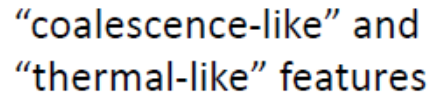 “coalescence-like” and
“thermal-like” features